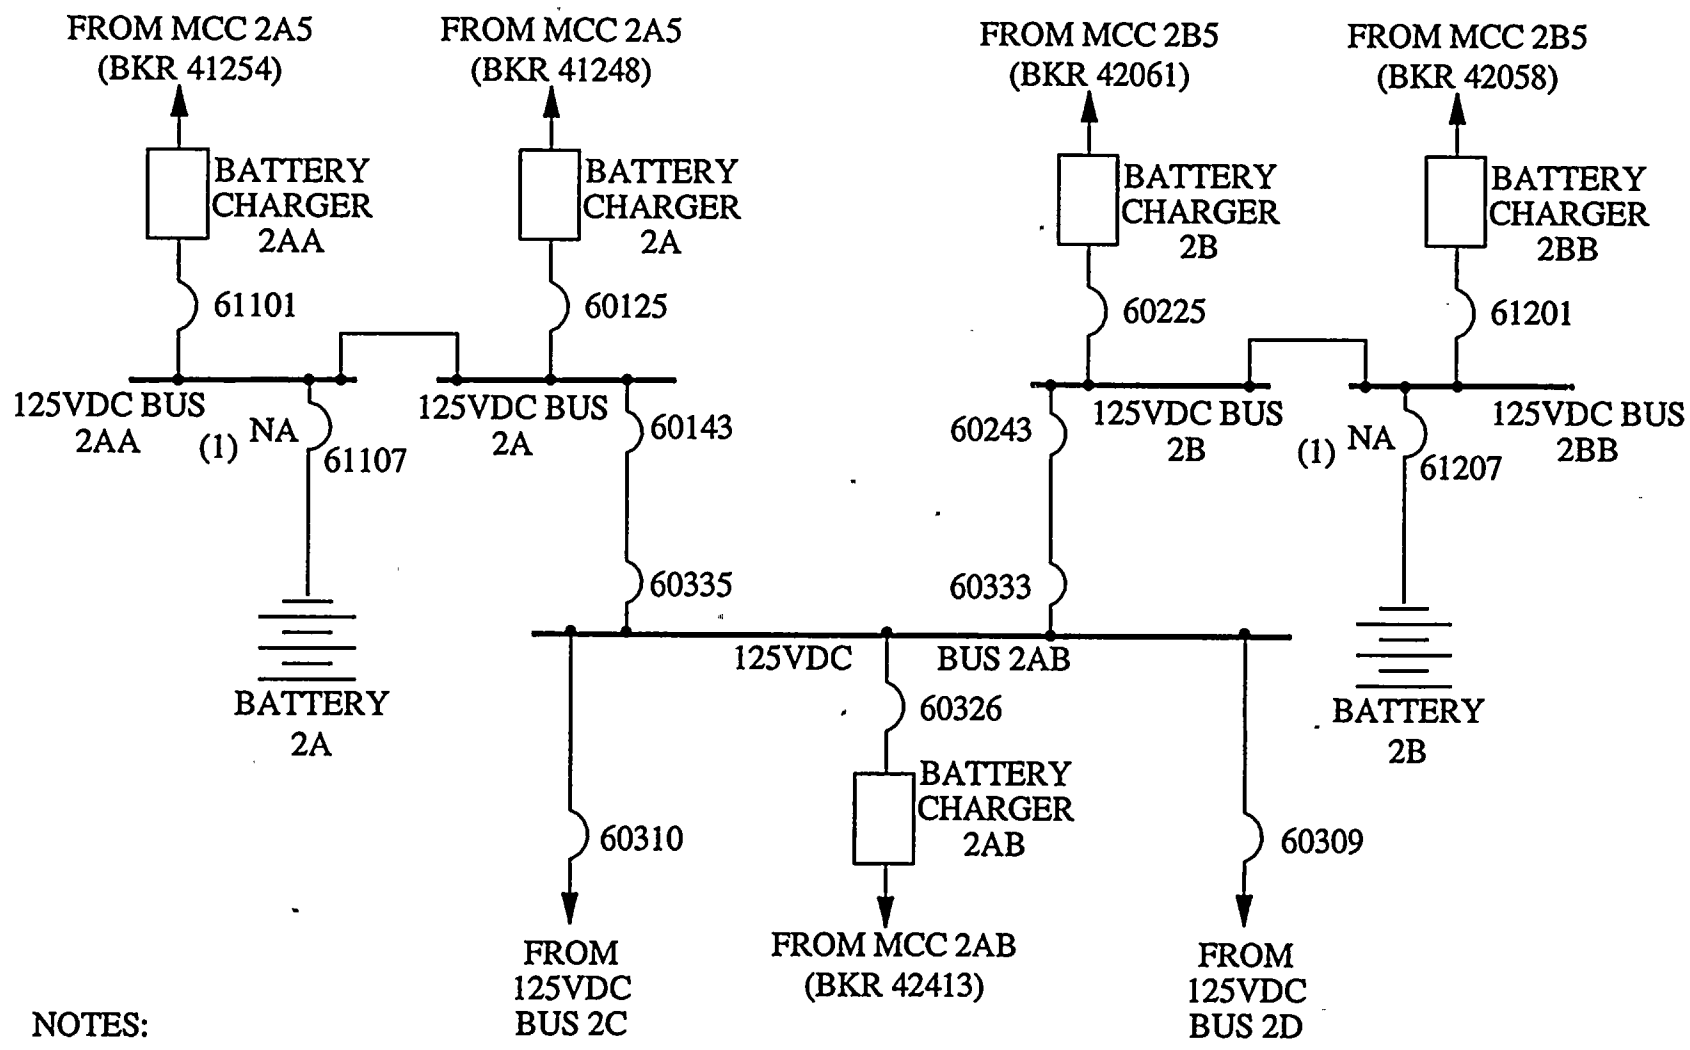 FROM MCC 2A5
(BKR 41254)
FROM MCC 2A5
(BKR 41248)
FROM MCC 2B5
(BKR 42061)
FROM MCC 2B5
(BKR 42058)
BATTERY
CHARGER
2AA
BATTERY
CHARGER
2A
BATTERY
CHARGER
2B
BATTERY
CHARGER
2BB
61101
60125
60225
61201
125VDC BUS
2AA
(1) NA
61107
125VDC BUS
2A
60143
60243
125VDC BUS
2B
(1) NA
61207
125VDC BUS
2BB
60335
60333
125VDC BUS 2AB
BATTERY
2A
60326
BATTERY
2B
BATTERY
CHARGER
2AB
60310
60309
FROM
125VDC
BUS 2C
FROM MCC 2AB
(BKR 42413)
FROM
125VDC
BUS 2D
NOTES: